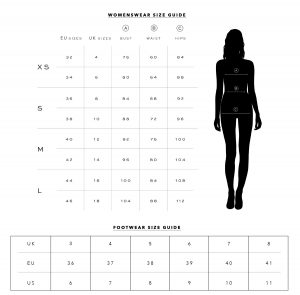 WOMENSWEAR SIZE GUIDE
A B C
EU SIZES UK SIZES BUST WAIST HIPS
XS
32 4 76 60 84
34 6 80 64 88
S
36 8 84 68 92
38 10 88 72 96
M
40 12 92 76 100
42 14 96 80 104
L
44 16 100 84 108
46 18 104 88 112
A
B
C
FOOTWEAR SIZE GUIDE
UK 3 4 5 6 7 8
EU 36 37 38 39 40 41
US 6 7 8 9 10 11